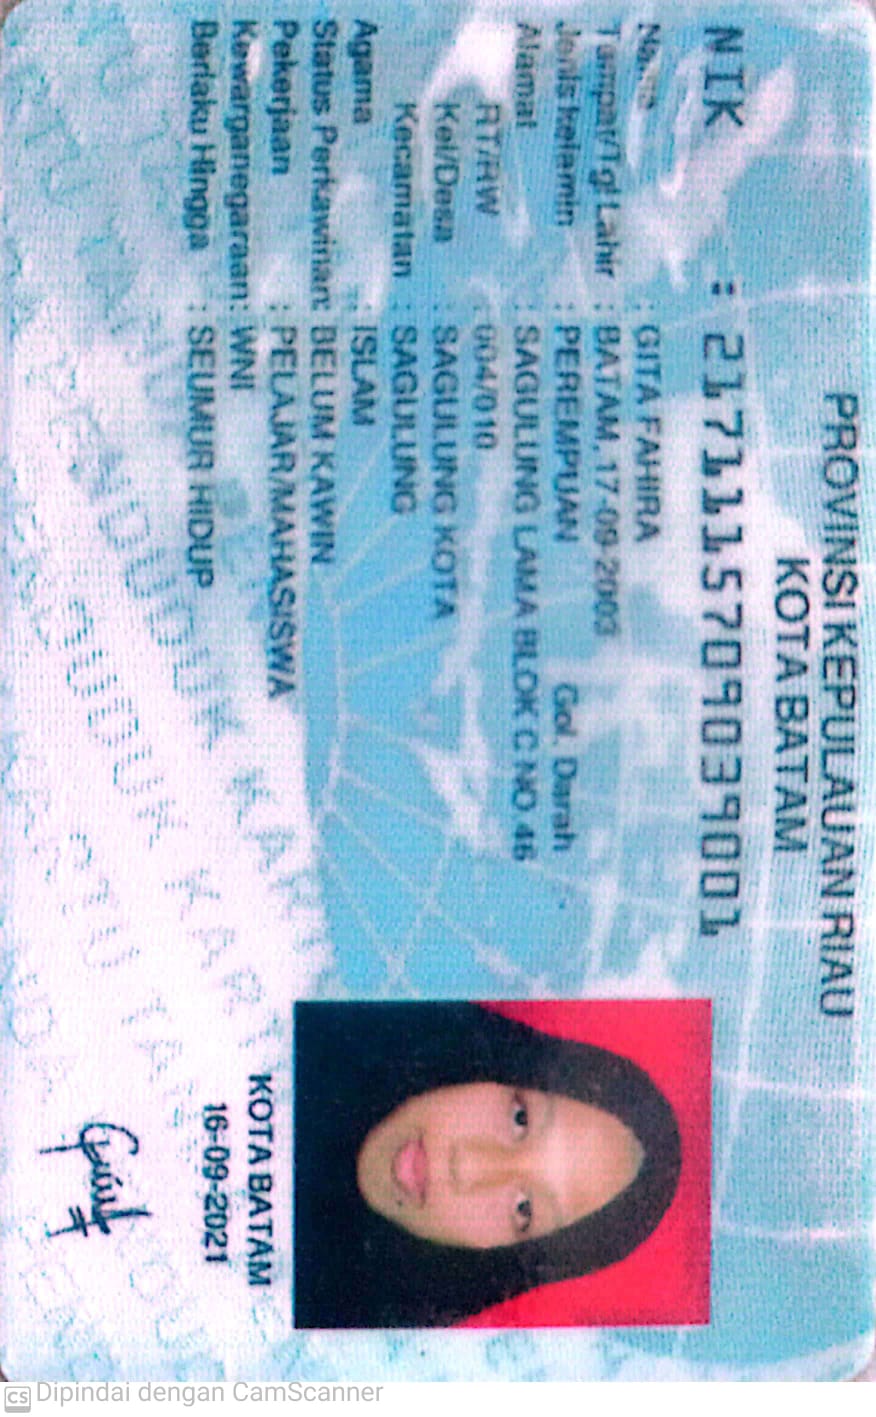 PROVINSI KEPULAUAN RIAU
KOTA BATAM
NIK : 2171115709039001
Nama : GITA FAHIRA
Tempat/Tgl Lahir : BATAM, 17-09-2003
Jenis kelamin : PEREMPUAN Gol. Darah
Alamat : SAGULUNG LAMA BLOK C NO 46
RT/RW : 004/010
Kel/Desa : SAGULUNG KOTA
Kecamatan : SAGULUNG
Agama : ISLAM
Status Perkawinan: BELUM KAWIN
Pekerjaan : PELAJAR/MAHASISWA
Kewarganegaraan: WNI
Berlaku Hingga : SEUMUR HIDUP
KOTA BATAM
16-09-2021
CS Dipindai dengan CamScanner